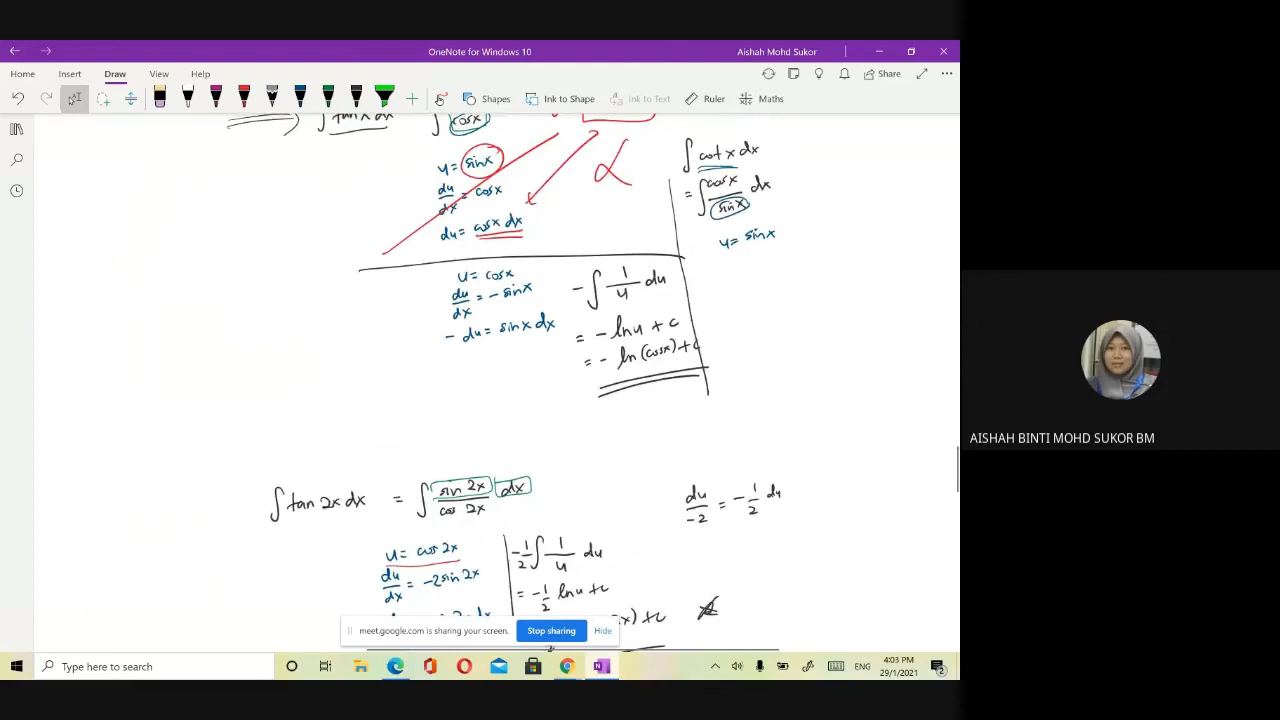 OneNote for Windows 10
Aishah Mohd Sukor
Home Insert Draw View Help
Share
Shapes Ink to Shape Ink to Text Ruler Maths
∫ tan x dx ∫ cos x
u = sin x
du/dx = cos x
du = cos x dx
∫ cot x dx
= ∫ cos x / sin x dx
u = sin x
u = cos x
du/dx = - sin x
- du = sin x dx
- ∫ 1/u du
= - ln u + c
= - ln (cos x) + c
∫ tan 2x dx = ∫ sin 2x / cos 2x dx
du/-2 = - 1/2 du
u = cos 2x
du/dx = -2 sin 2x
- 1/2 ∫ 1/u du
= - 1/2 ln u + c
x) + c
meet.google.com is sharing your screen.
Stop sharing
Hide
AISHAH BINTI MOHD SUKOR BM
Type here to search
ENG
4:03 PM
29/1/2021
2